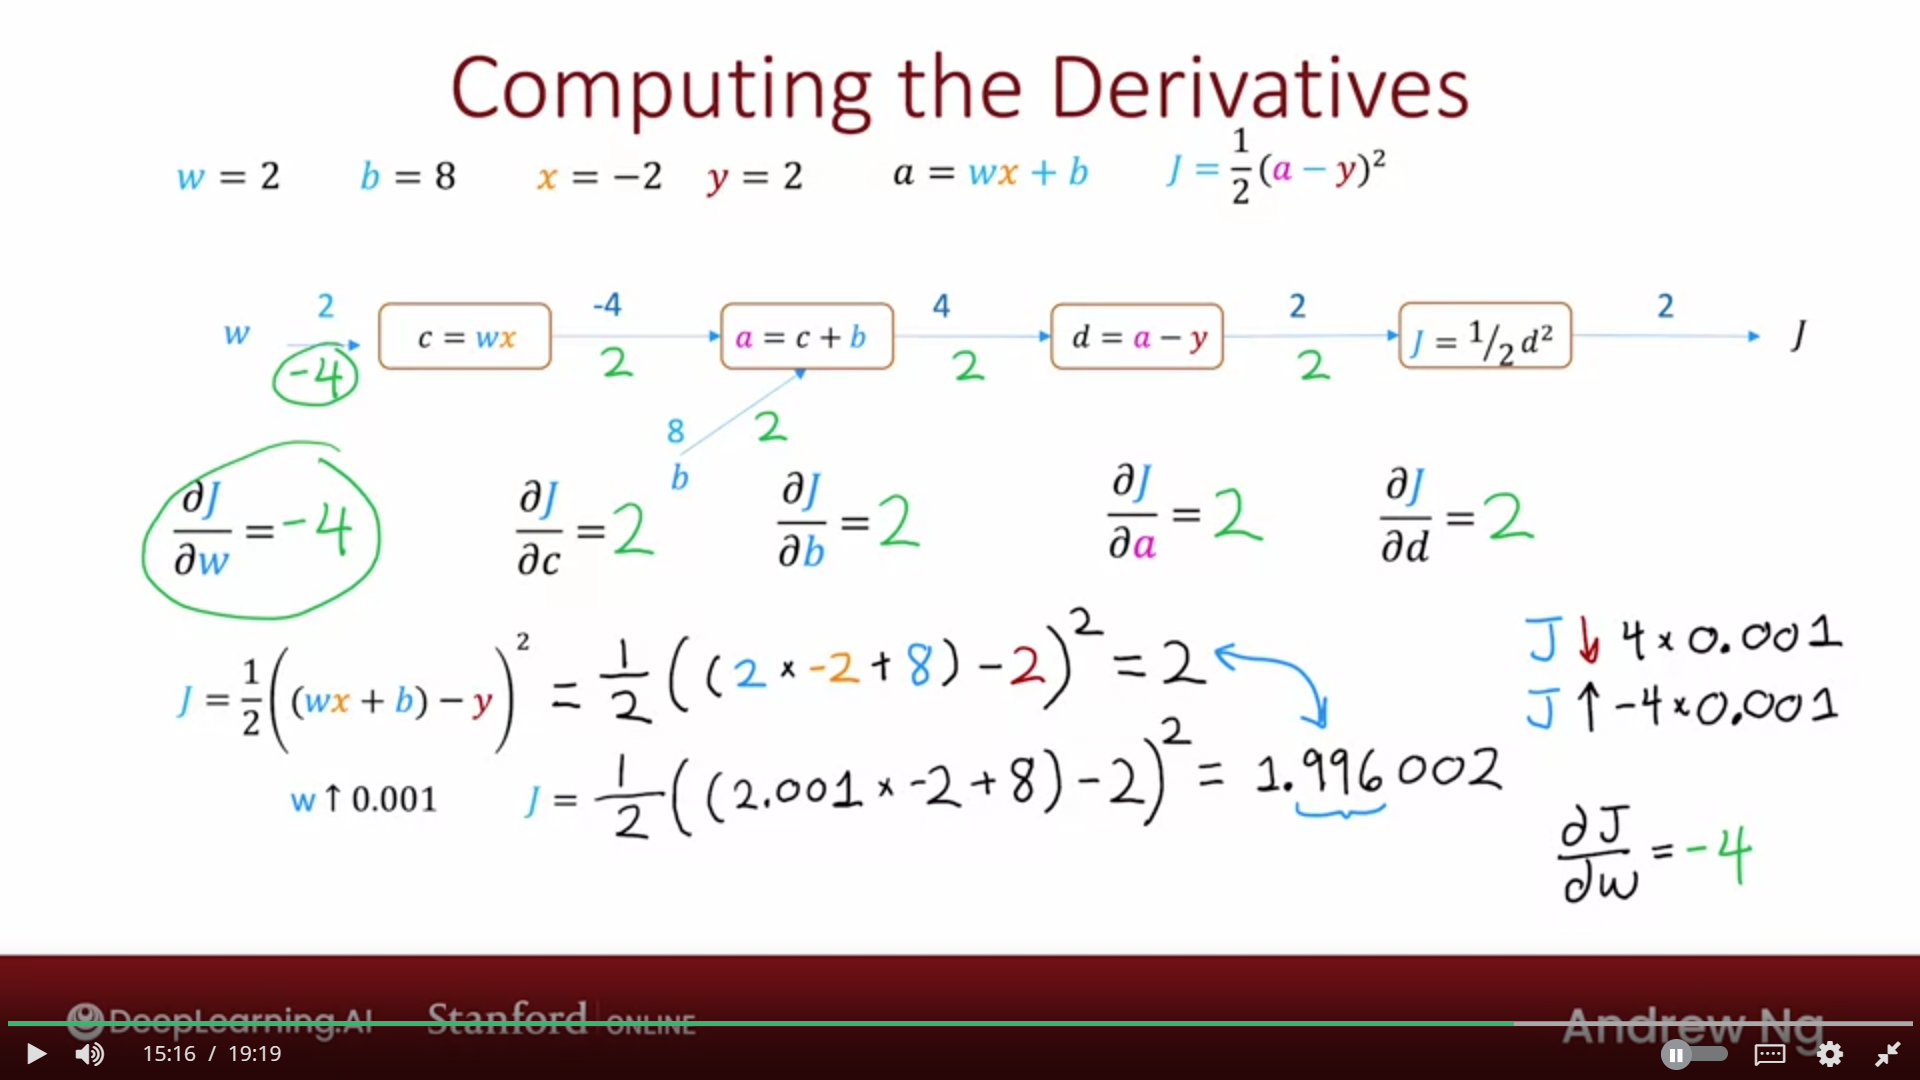 Computing the Derivatives
w = 2 b = 8 x = −2 y = 2 a = wx + b J = 1/2 (a − y)²
2 -4 4 2 2
w c = wx a = c + b d = a − y J = 1/2 d² J
-4 2 2 2
8 2
b
∂J/∂w = -4 ∂J/∂c = 2 ∂J/∂b = 2 ∂J/∂a = 2 ∂J/∂d = 2
J = 1/2 ((wx + b) − y)² = 1/2 ((2 × -2 + 8) - 2)² = 2
J ↓ 4 × 0.001
J ↑ -4 × 0.001
w ↑ 0.001 J = 1/2 ((2.001 × -2 + 8) - 2)² = 1.996002
∂J/∂w = -4
DeepLearning.AI Stanford ONLINE Andrew Ng
15:16 / 19:19